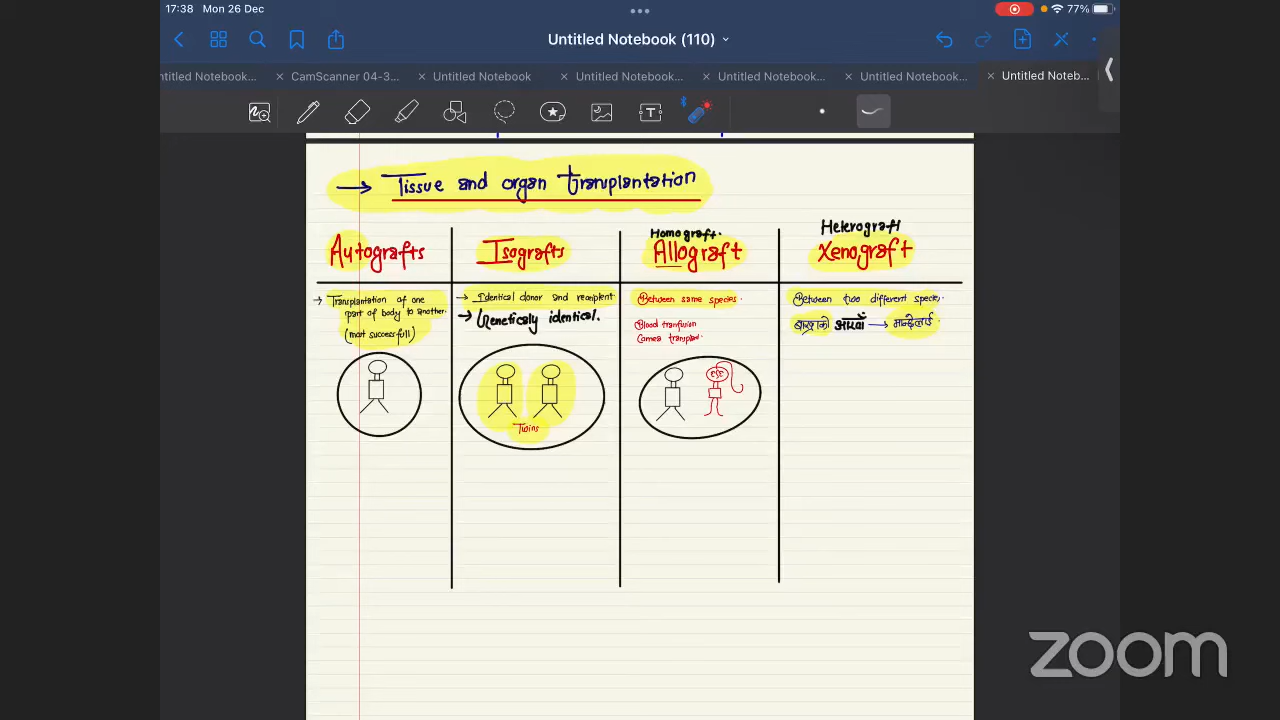 17:38 Mon 26 Dec
77%
Untitled Notebook (110)
ntitled Notebook...
CamScanner 04-3...
Untitled Notebook
Untitled Notebook...
Untitled Notebook...
Untitled Notebook...
Untitled Noteb...
→ Tissue and organ transplantation
Autografts
→ Transplantation of one
part of body to another.
(most successfull)
Isografts
→ Identical donor and recipient
→ Genetically identical.
Twins
Homograft.
Allograft
Between same species.
Blood transfusion
Cornea transplant.
Heterograft
Xenograft
Between two different species.
→ मान्छेलाई
zoom